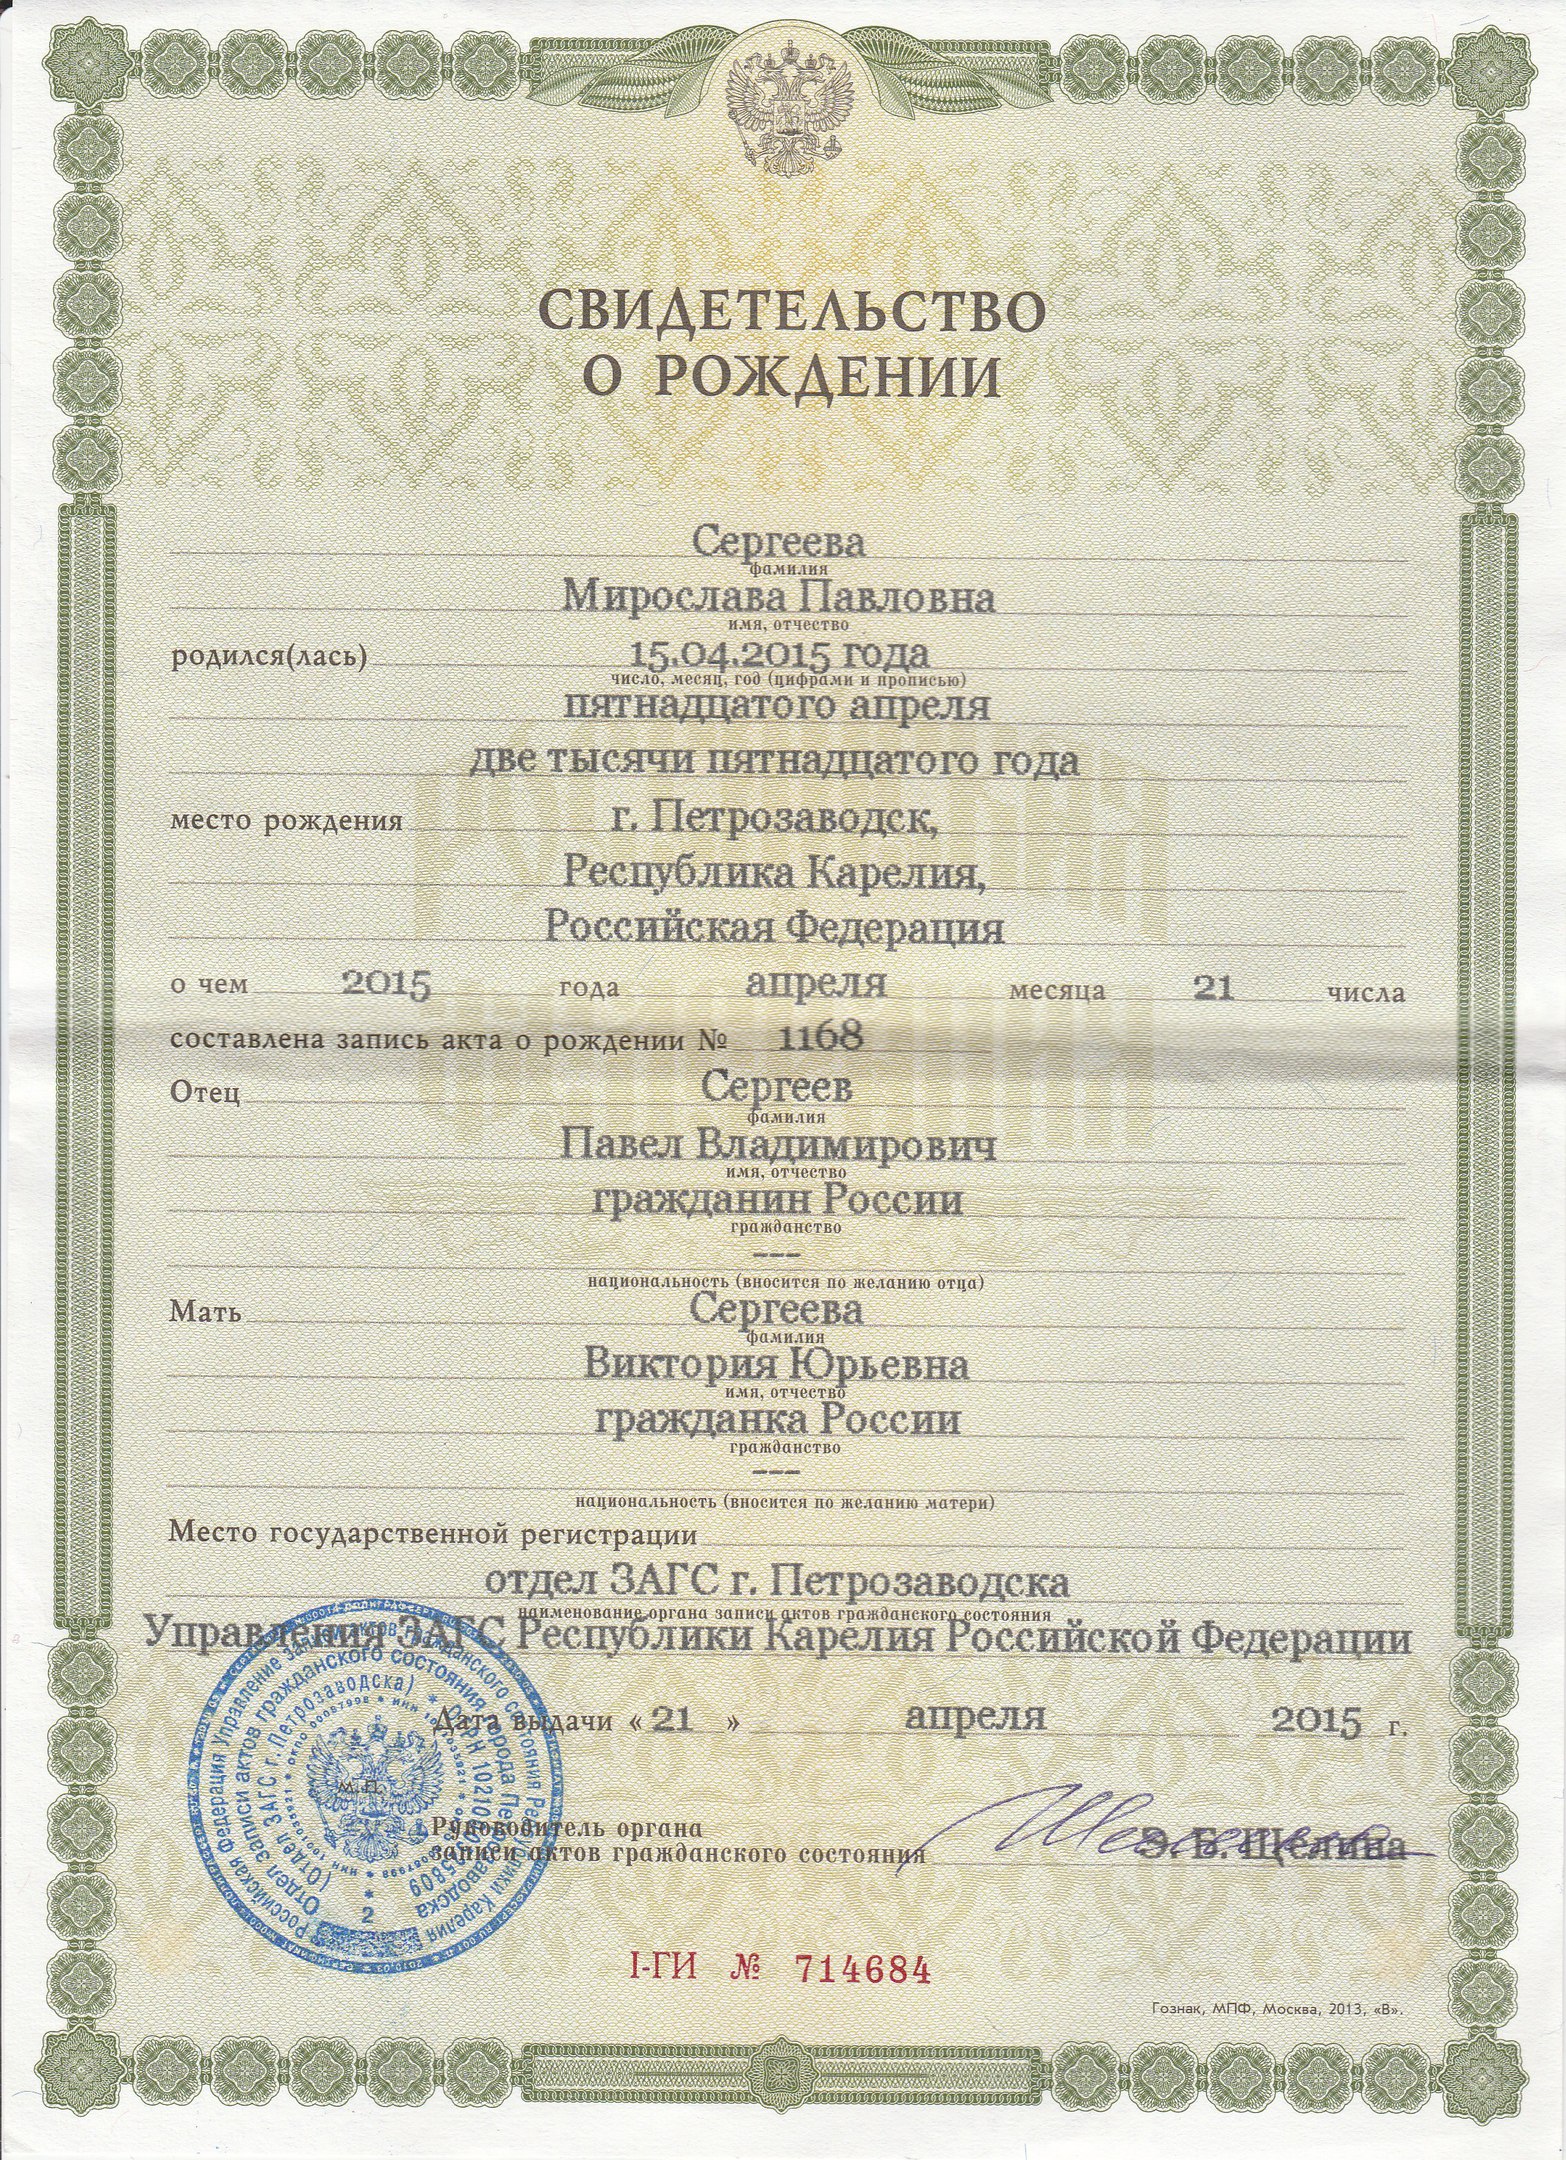 СВИДЕТЕЛЬСТВО
О РОЖДЕНИИ
Сергеева
фамилия
Мирослава Павловна
имя, отчество
родился(лась) 15.04.2015 года
число, месяц, год (цифрами и прописью)
пятнадцатого апреля
две тысячи пятнадцатого года
место рождения г. Петрозаводск,
Республика Карелия,
Российская Федерация
о чем 2015 года апреля месяца 21 числа
составлена запись акта о рождении № 1168
Отец Сергеев
фамилия
Павел Владимирович
имя, отчество
гражданин России
гражданство
---
национальность (вносится по желанию отца)
Мать Сергеева
фамилия
Виктория Юрьевна
имя, отчество
гражданка России
гражданство
---
национальность (вносится по желанию матери)
Место государственной регистрации
отдел ЗАГС г. Петрозаводска
наименование органа записи актов гражданского состояния
Управления ЗАГС Республики Карелия Российской Федерации
Дата выдачи «21» апреля 2015 г.
М.П.
Руководитель органа
записи актов гражданского состояния Э. Б. Щелина
I-ГИ № 714684
Гознак, МПФ, Москва, 2013, «В».
Российская Федерация Управление записи актов гражданского состояния Республики Карелия
Отдел записи актов гражданского состояния города Петрозаводска
(Отдел ЗАГС г. Петрозаводска)
2